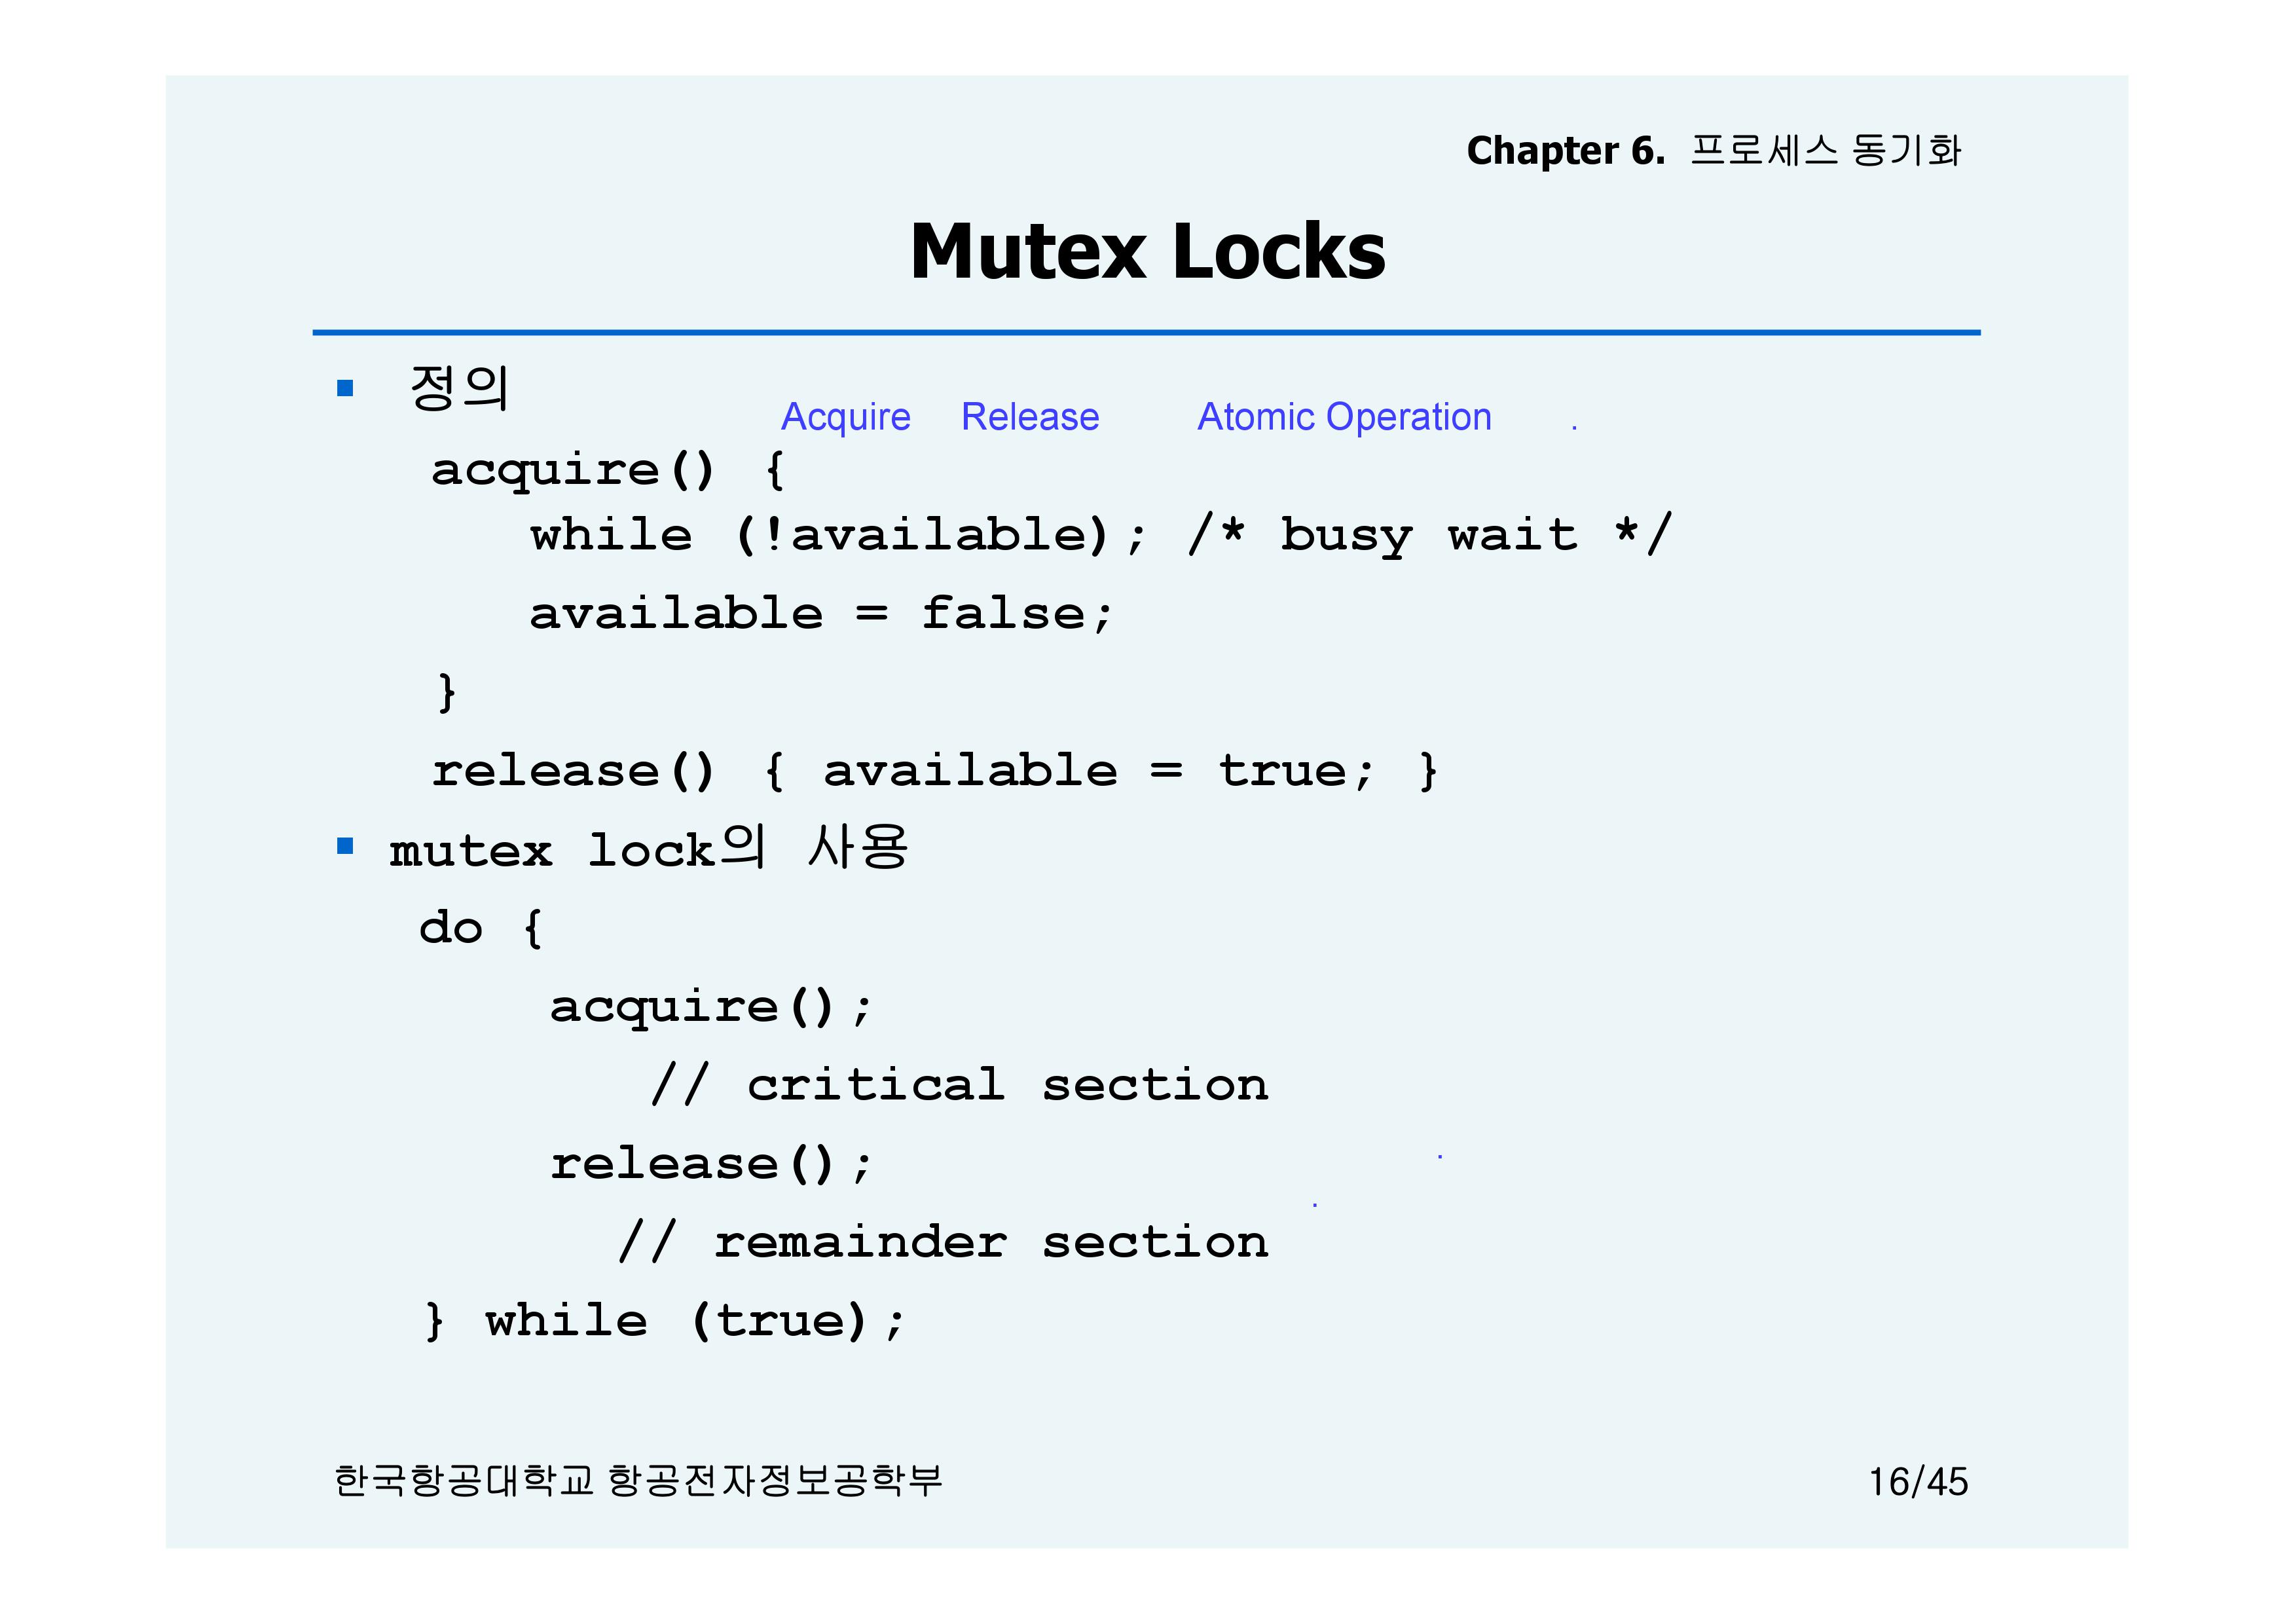 Chapter 6. 프로세스 동기화
Mutex Locks
정의
Acquire Release Atomic Operation .
acquire() {
while (!available); /* busy wait */
available = false;
}
release() { available = true; }
mutex lock의 사용
do {
acquire();
// critical section
release();
.
.
// remainder section
} while (true);
한국항공대학교 항공전자정보공학부
16/45